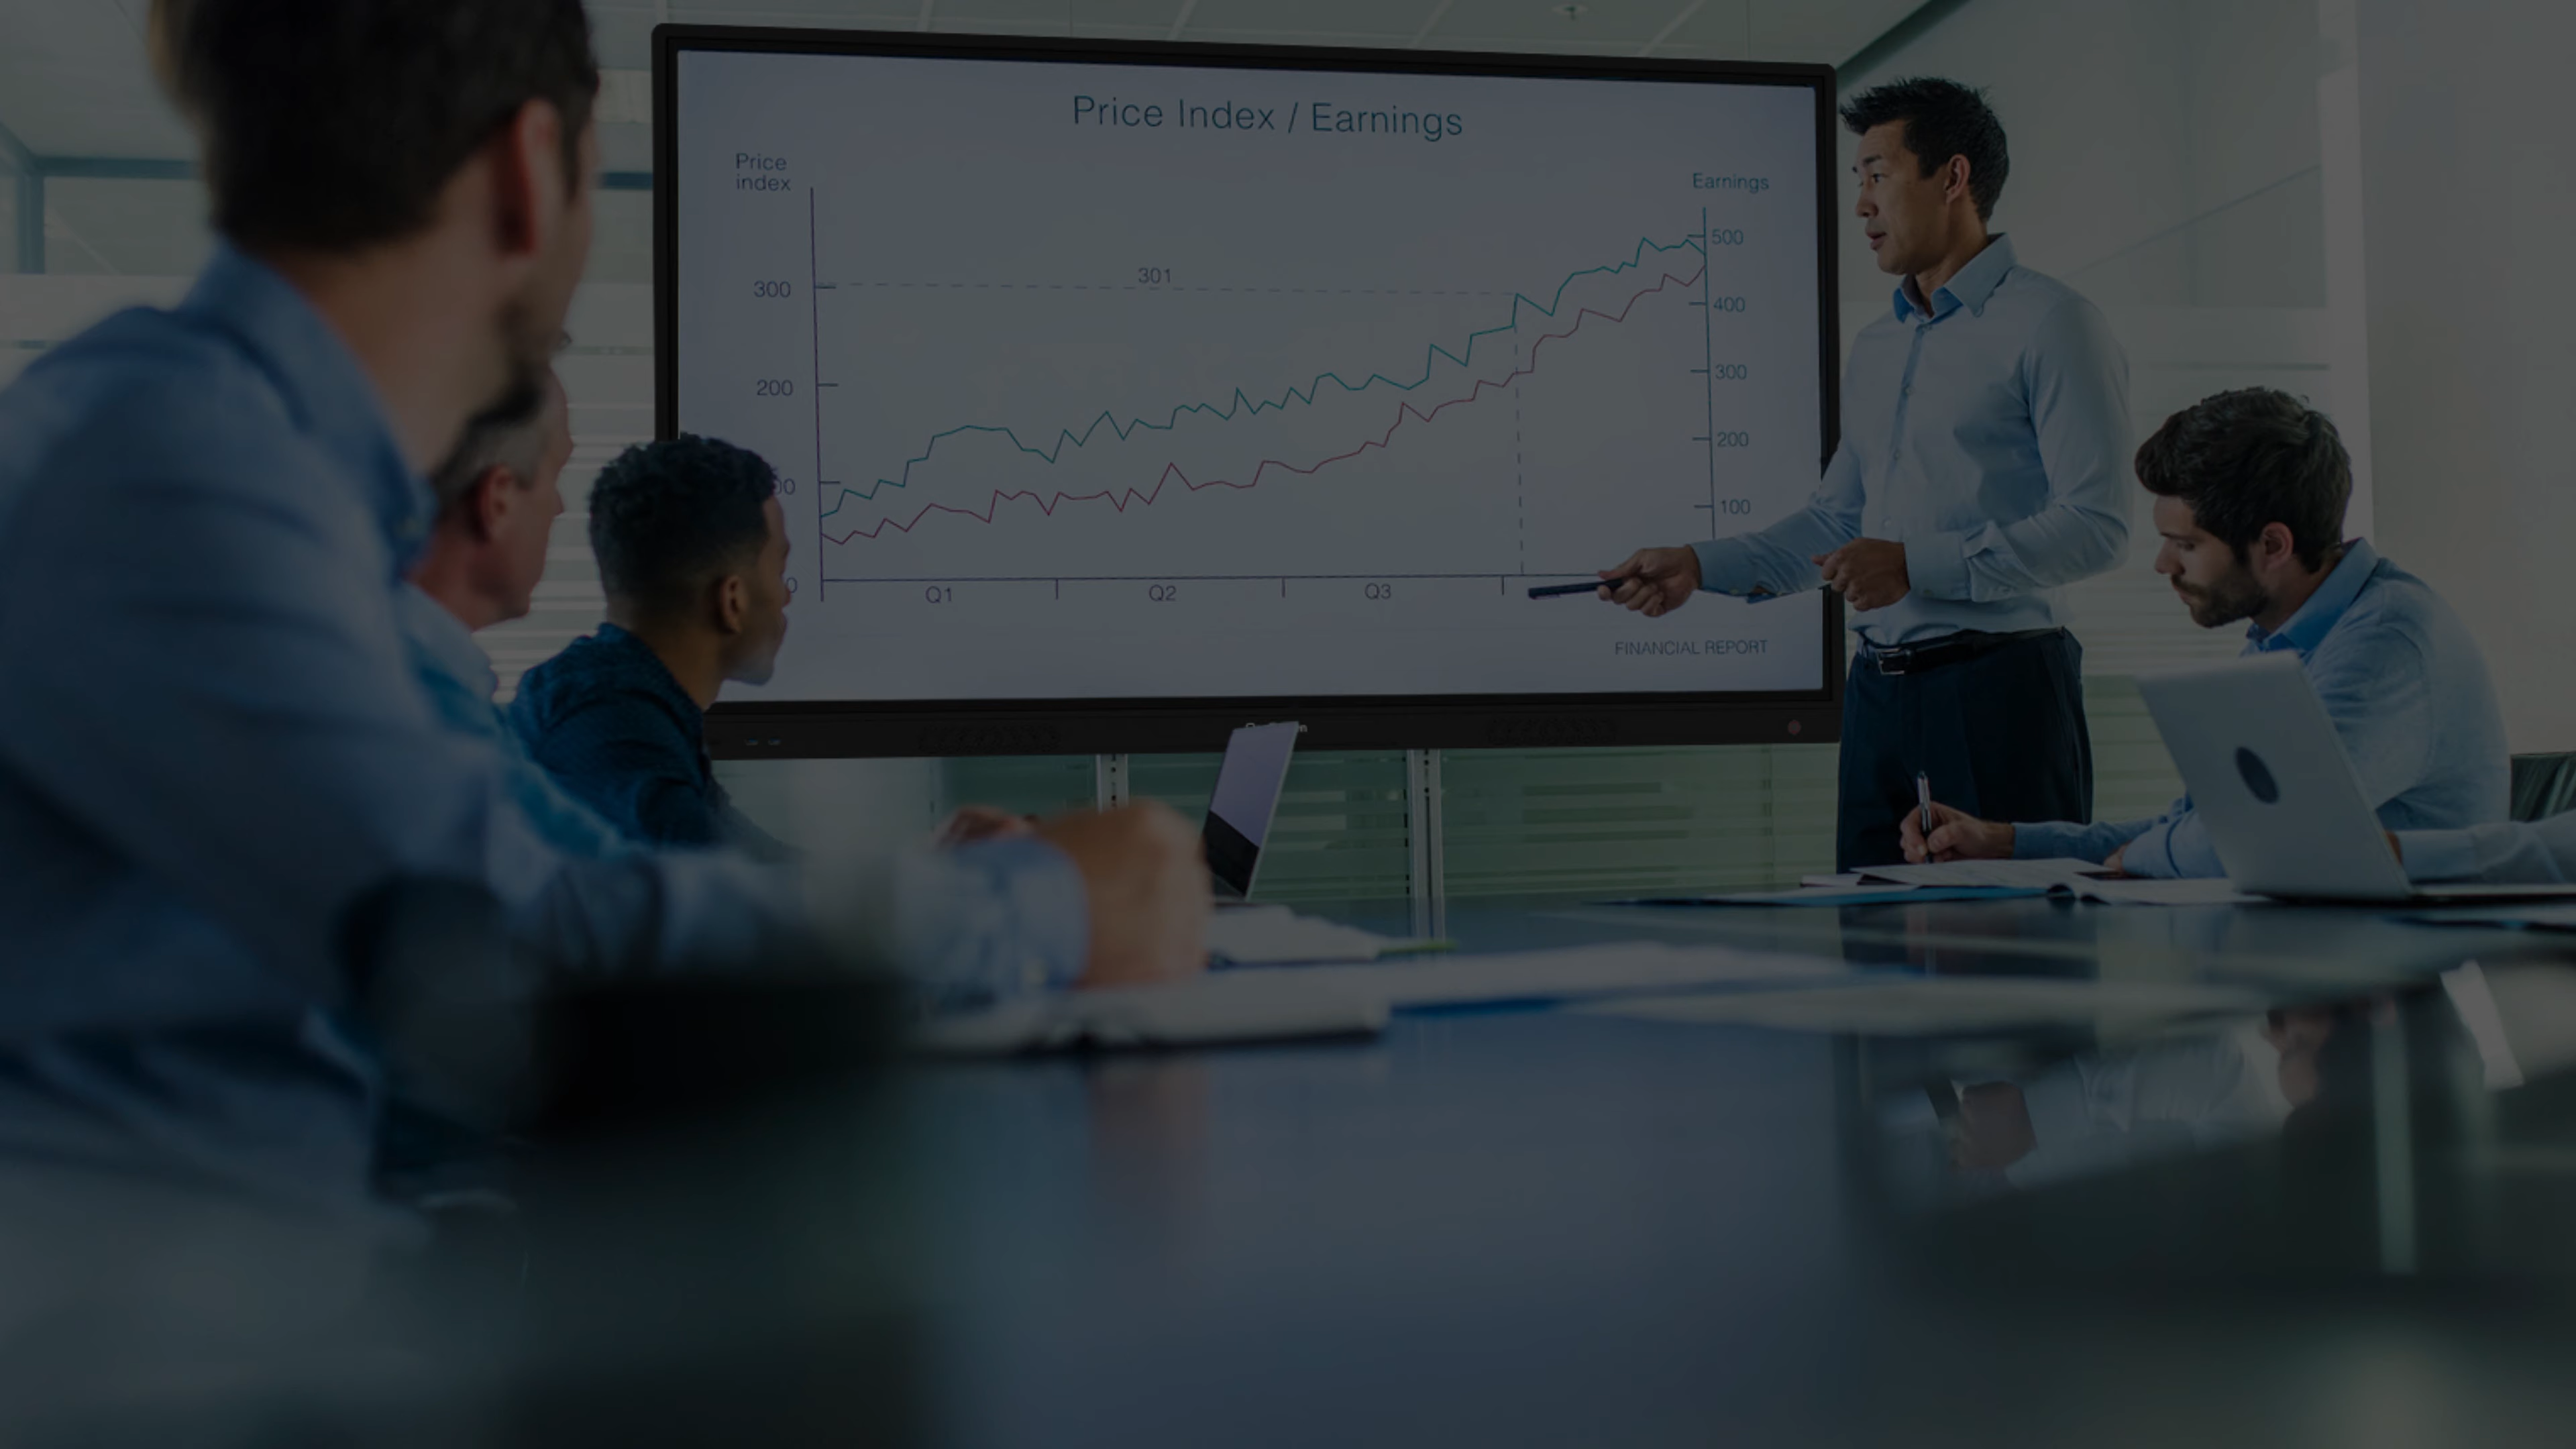 Price Index / Earnings
Price
index
Earnings
500
301
300
400
200
300
200
100
0
Q1
Q2
Q3
FINANCIAL REPORT